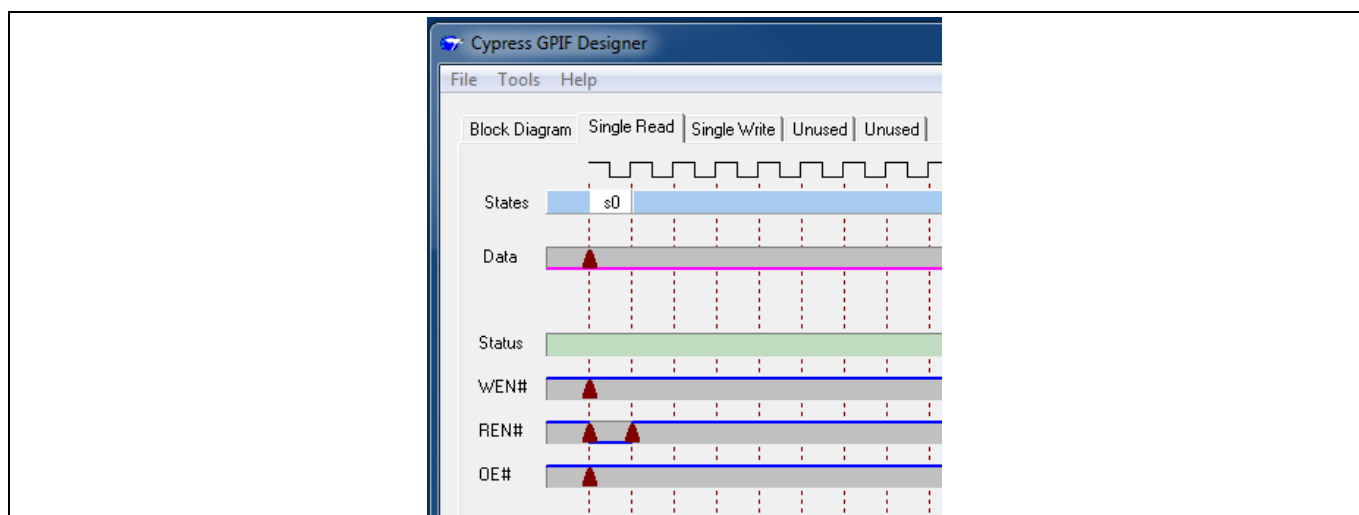 Cypress GPIF Designer
File Tools Help
Block Diagram Single Read Single Write Unused Unused
States s0
Data
Status
WEN#
REN#
OE#